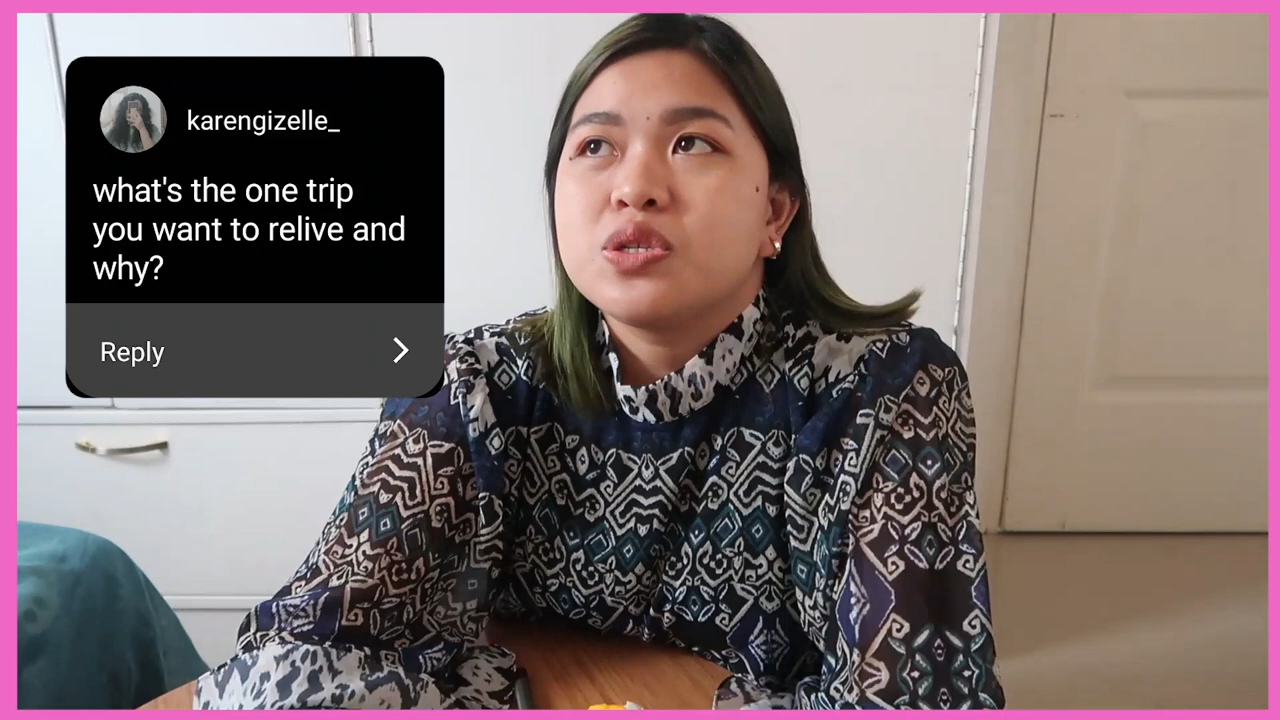 karengizelle_
what's the one trip
you want to relive and
why?
Reply